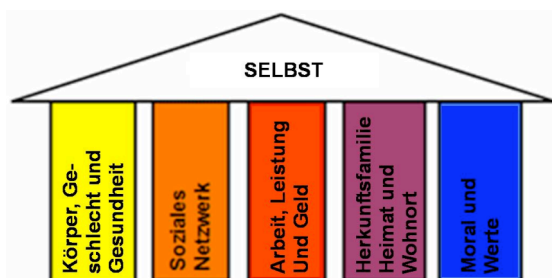 SELBST
Körper, Ge-
schlecht und
Gesundheit
Soziales
Netzwerk
Arbeit, Leistung
Und Geld
Herkunftsfamilie
Heimat und
Wohnort
Moral und
Werte